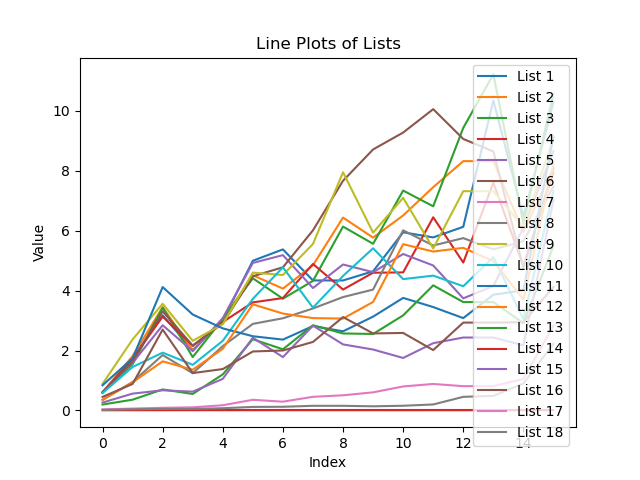 Line Plots of Lists
Value
10
8
6
4
2
0
0 2 4 6 8 10 12 14
Index
List 1
List 2
List 3
List 4
List 5
List 6
List 7
List 8
List 9
List 10
List 11
List 12
List 13
List 14
List 15
List 16
List 17
List 18